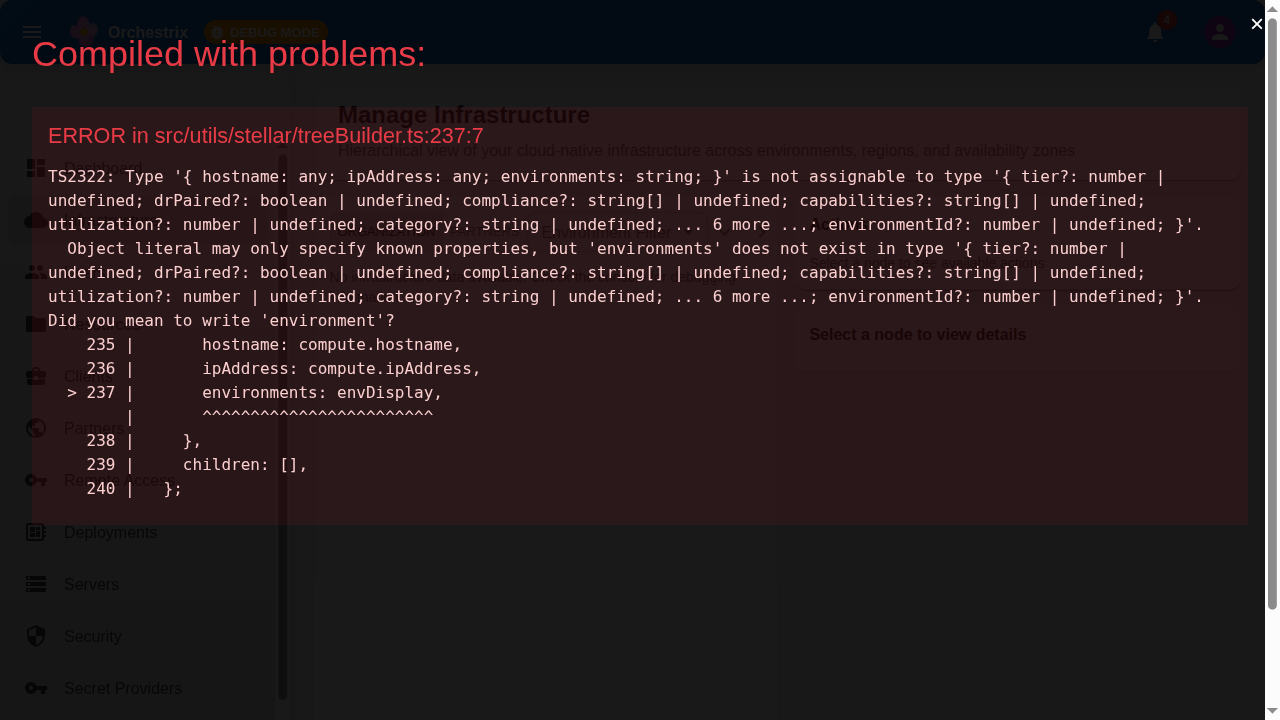 Orchestrix
DEBUG MODE
4
×
Compiled with problems:
Manage Infrastructure
Hierarchical view of your cloud-native infrastructure across environments, regions, and availability zones
ERROR in src/utils/stellar/treeBuilder.ts:237:7
TS2322: Type '{ hostname: any; ipAddress: any; environments: string; }' is not assignable to type '{ tier?: number |
undefined; drPaired?: boolean | undefined; compliance?: string[] | undefined; capabilities?: string[] | undefined;
utilization?: number | undefined; category?: string | undefined; ... 6 more ...; environmentId?: number | undefined; }'.
  Object literal may only specify known properties, but 'environments' does not exist in type '{ tier?: number |
undefined; drPaired?: boolean | undefined; compliance?: string[] | undefined; capabilities?: string[] | undefined;
utilization?: number | undefined; category?: string | undefined; ... 6 more ...; environmentId?: number | undefined; }'.
Did you mean to write 'environment'?
    235 |       hostname: compute.hostname,
    236 |       ipAddress: compute.ipAddress,
  > 237 |       environments: envDisplay,
        |       ^^^^^^^^^^^^^^^^^^^^^^^^
    238 |     },
    239 |     children: [],
    240 |   };
Dashboard
Clients
Partners
Remote Access
Deployments
Servers
Security
Secret Providers
Select a node to view details